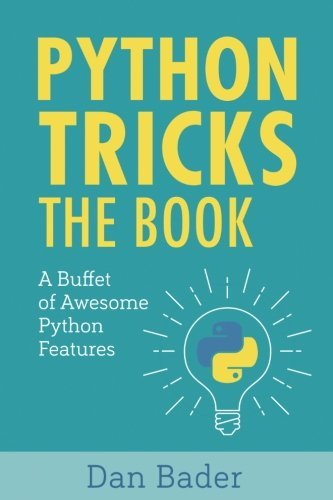 PYTHON
TRICKS
THE BOOK
A Buffet
of Awesome
Python
Features
Dan Bader